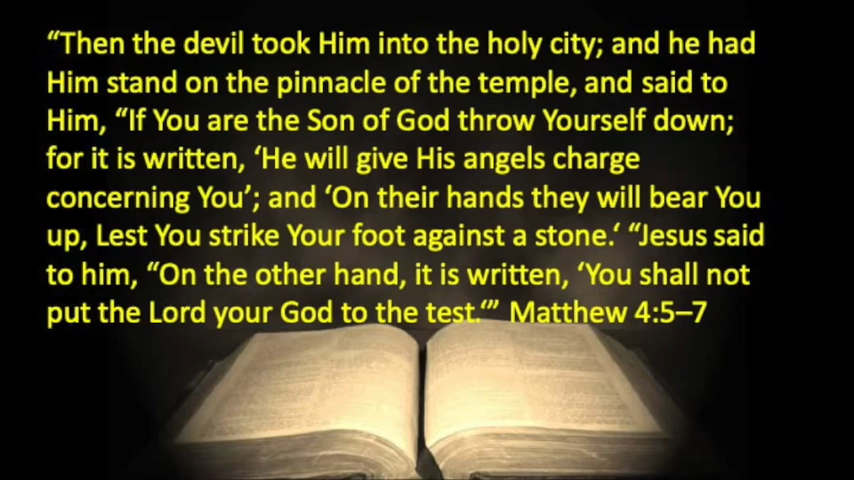 “Then the devil took Him into the holy city; and he had
Him stand on the pinnacle of the temple, and said to
Him, “If You are the Son of God throw Yourself down;
for it is written, ‘He will give His angels charge
concerning You’; and ‘On their hands they will bear You
up, Lest You strike Your foot against a stone.‘ “Jesus said
to him, “On the other hand, it is written, ‘You shall not
put the Lord your God to the test.‘” Matthew 4:5–7